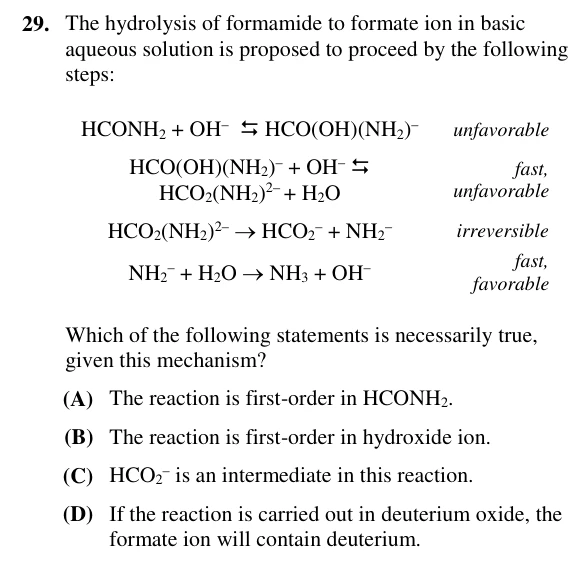 29. The hydrolysis of formamide to formate ion in basic
aqueous solution is proposed to proceed by the following
steps:
HCONH₂ + OH⁻ ⇆ HCO(OH)(NH₂)⁻ unfavorable
HCO(OH)(NH₂)⁻ + OH⁻ ⇆ fast,
HCO₂(NH₂)²⁻ + H₂O unfavorable
HCO₂(NH₂)²⁻ → HCO₂⁻ + NH₂⁻ irreversible
NH₂⁻ + H₂O → NH₃ + OH⁻ fast,
favorable
Which of the following statements is necessarily true,
given this mechanism?
(A) The reaction is first-order in HCONH₂.
(B) The reaction is first-order in hydroxide ion.
(C) HCO₂⁻ is an intermediate in this reaction.
(D) If the reaction is carried out in deuterium oxide, the
formate ion will contain deuterium.